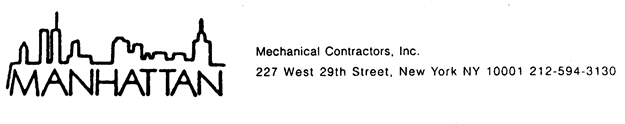 MANHATTAN
Mechanical Contractors, Inc.
227 West 29th Street, New York NY 10001 212-594-3130